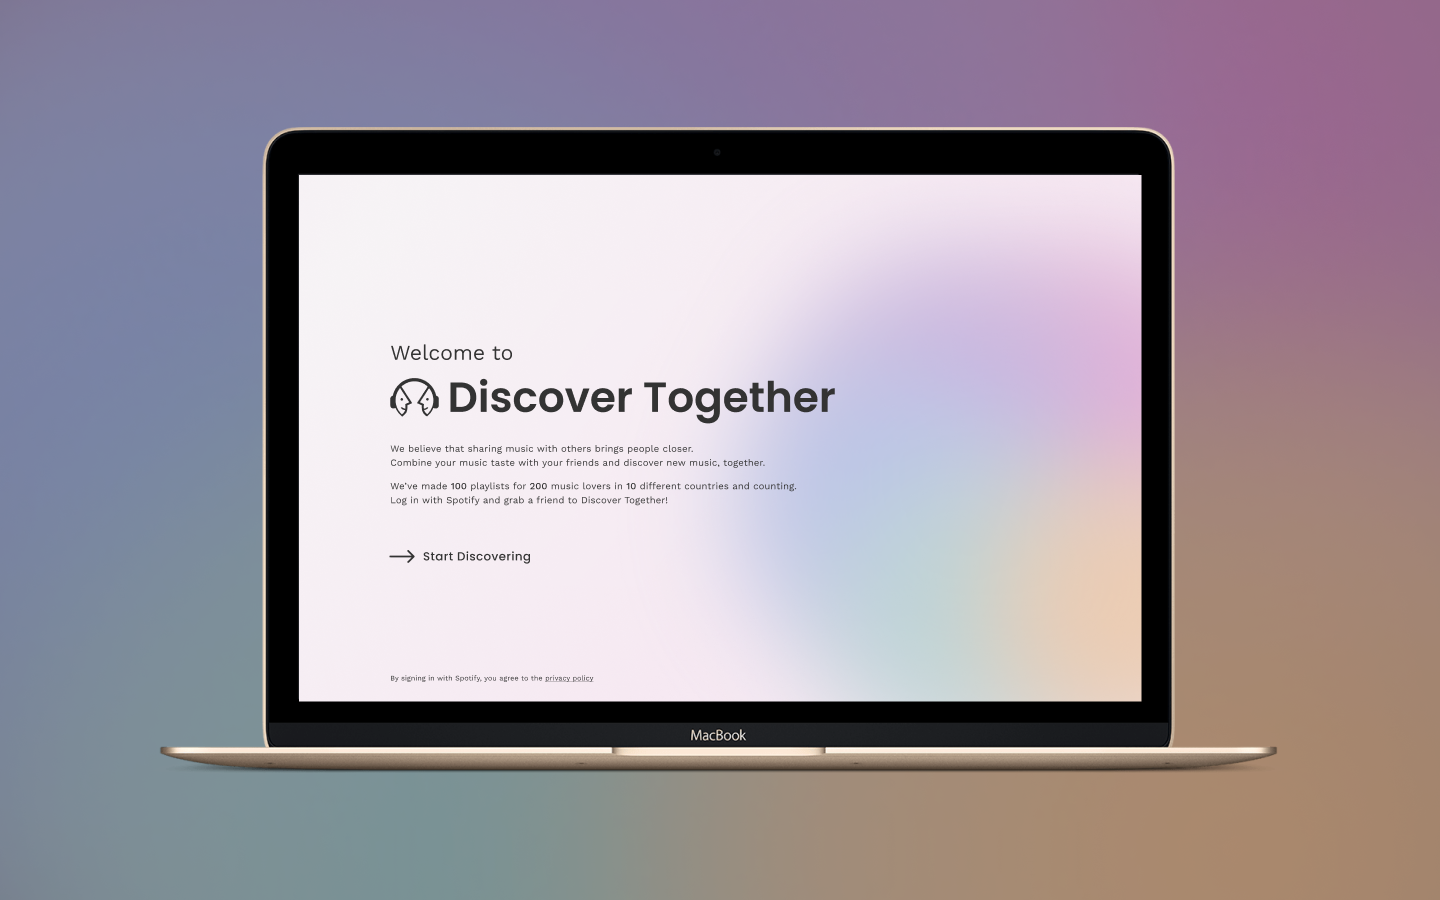 Welcome to
Discover Together
We believe that sharing music with others brings people closer.
Combine your music taste with your friends and discover new music, together.
We've made 100 playlists for 200 music lovers in 10 different countries and counting.
Log in with Spotify and grab a friend to Discover Together!
Start Discovering
By signing in with Spotify, you agree to the privacy policy
MacBook